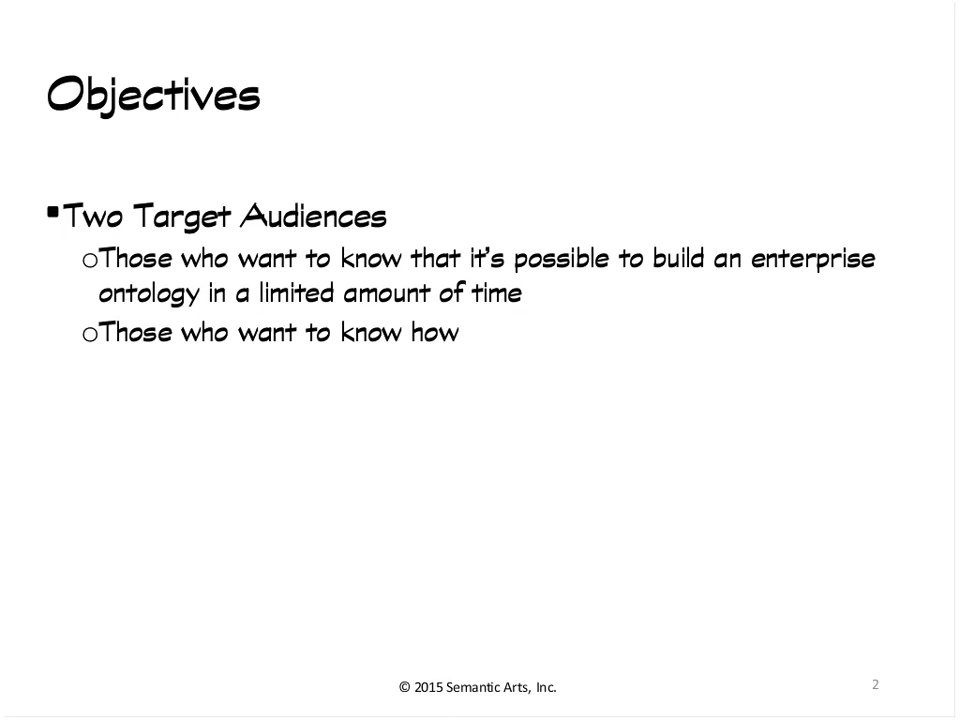 Objectives
▪Two Target Audiences
oThose who want to know that it's possible to build an enterprise
ontology in a limited amount of time
oThose who want to know how
© 2015 Semantic Arts, Inc.
2